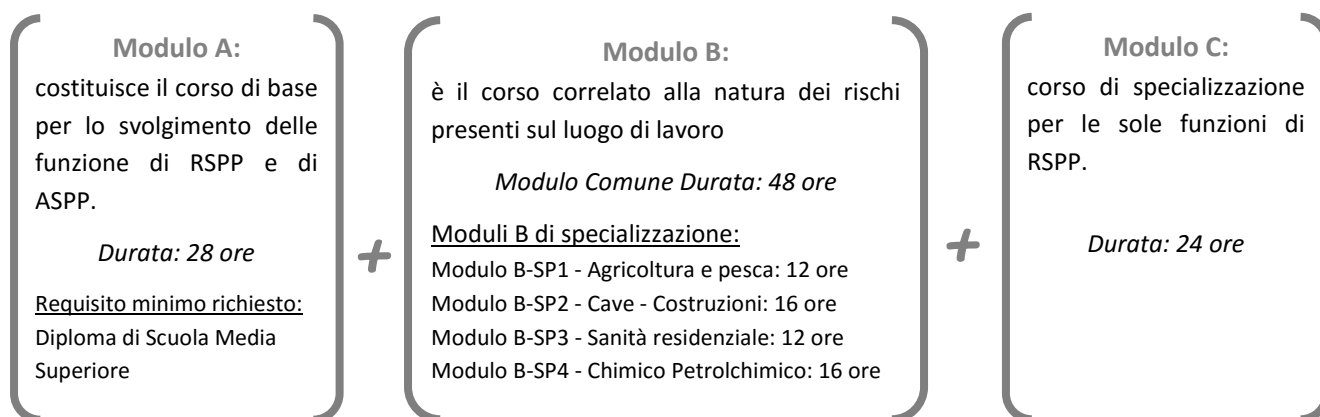 Modulo A:
costituisce il corso di base
per lo svolgimento delle
funzione di RSPP e di
ASPP.
Durata: 28 ore
Requisito minimo richiesto:
Diploma di Scuola Media
Superiore
+
Modulo B:
è il corso correlato alla natura dei rischi
presenti sul luogo di lavoro
Modulo Comune Durata: 48 ore
Moduli B di specializzazione:
Modulo B-SP1 - Agricoltura e pesca: 12 ore
Modulo B-SP2 - Cave - Costruzioni: 16 ore
Modulo B-SP3 - Sanità residenziale: 12 ore
Modulo B-SP4 - Chimico Petrolchimico: 16 ore
+
Modulo C:
corso di specializzazione
per le sole funzioni di
RSPP.
Durata: 24 ore